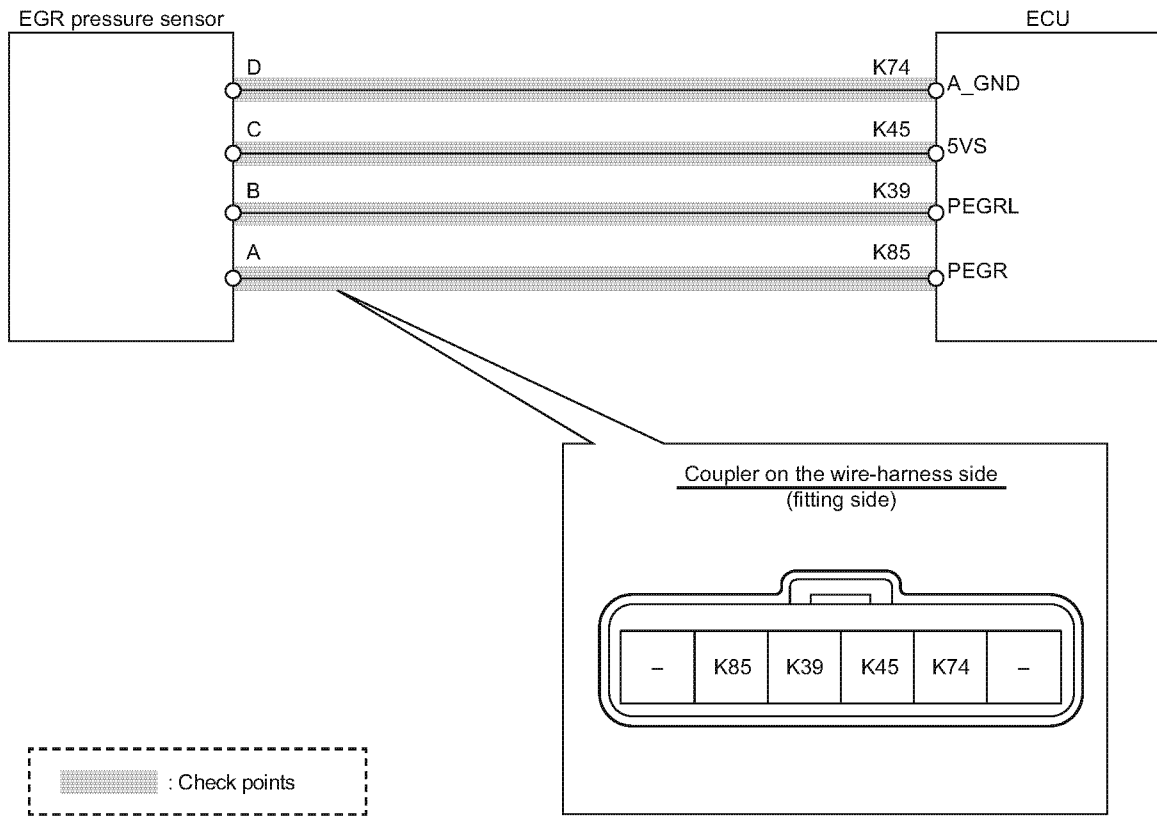 EGR pressure sensor
ECU
D
K74
A_GND
C
K45
5VS
B
K39
PEGRL
A
K85
PEGR
Coupler on the wire-harness side
(fitting side)
– K85 K39 K45 K74 –
: Check points